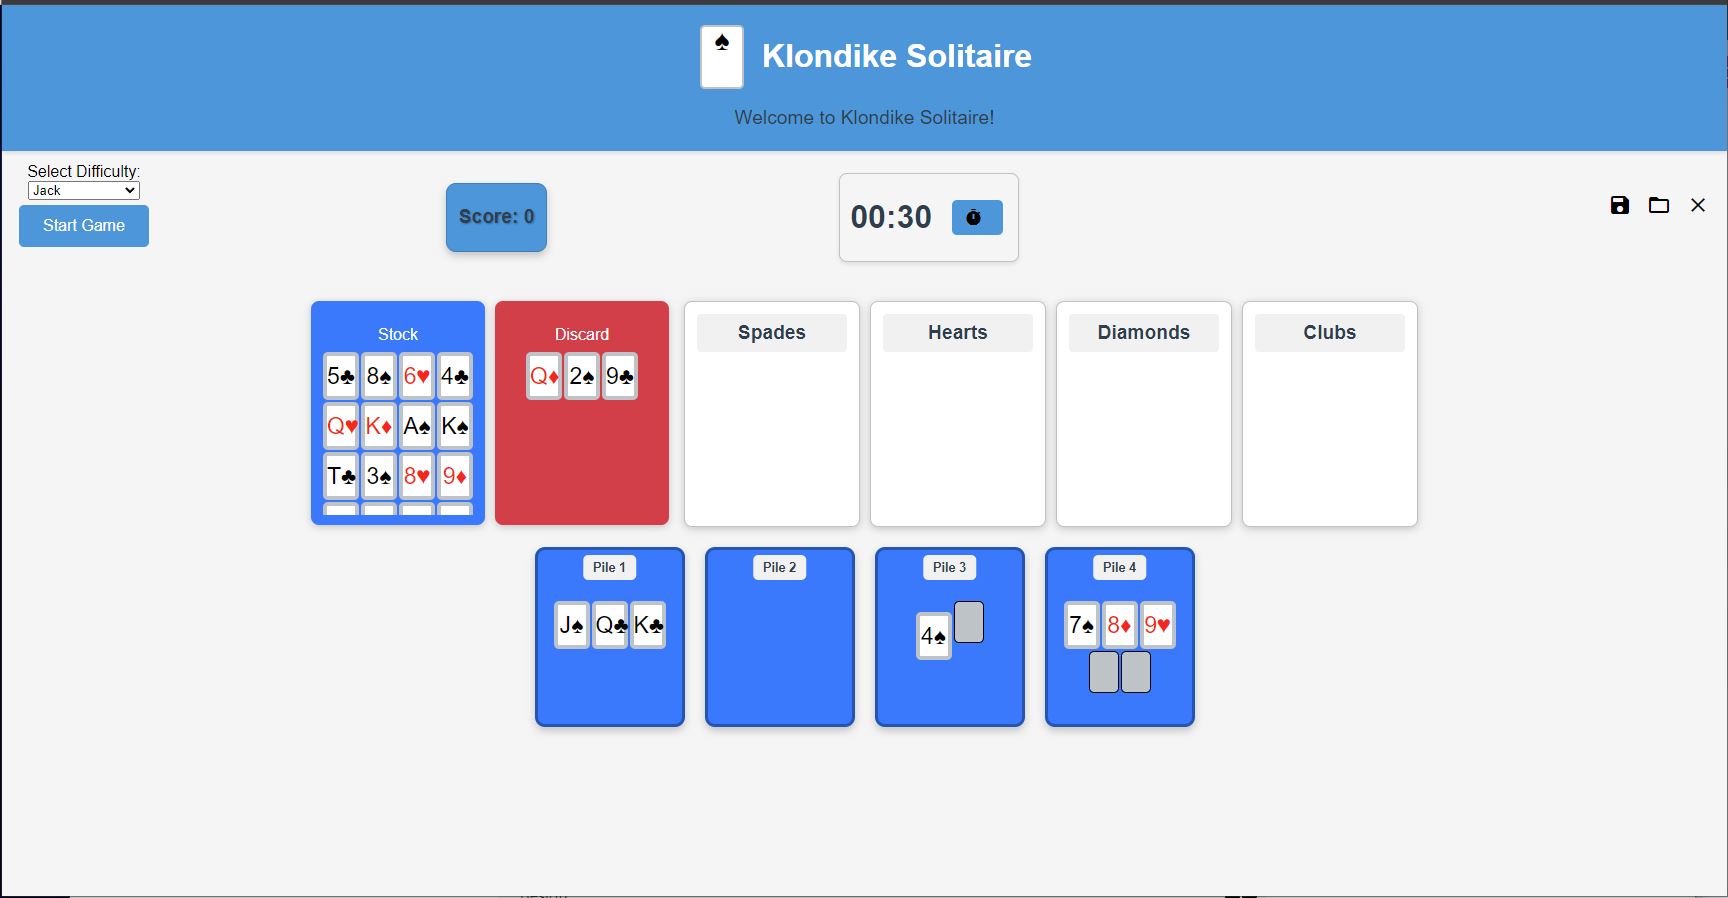 ♠
Klondike Solitaire
Welcome to Klondike Solitaire!
Select Difficulty:
Jack
Start Game
Score: 0
00:30
Stock
5♣ 8♠ 6♥ 4♣
Q♥ K♦ A♠ K♠
T♣ 3♠ 8♥ 9♦
Discard
Q♦ 2♠ 9♣
Spades
Hearts
Diamonds
Clubs
Pile 1
J♠ Q♣ K♣
Pile 2
Pile 3
4♠
Pile 4
7♠ 8♦ 9♥